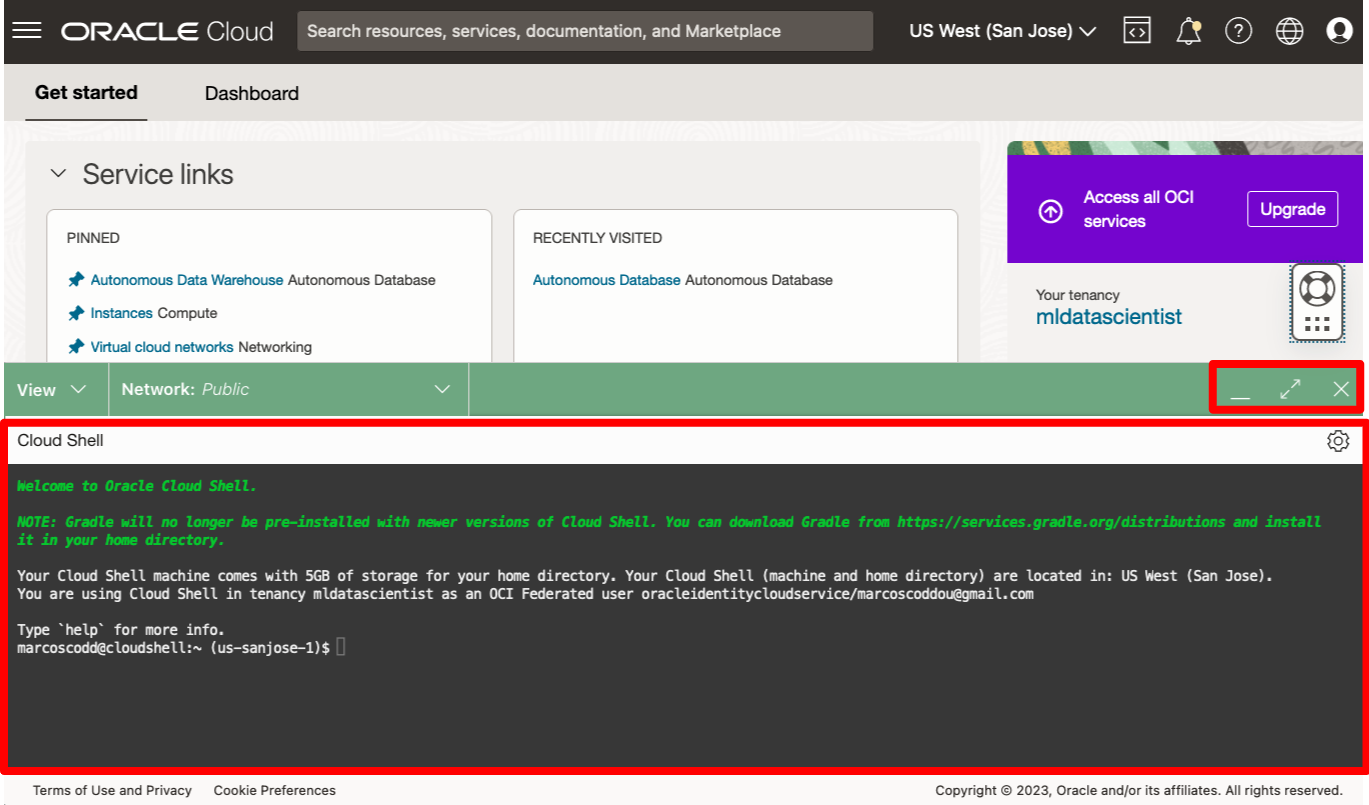 ORACLE Cloud
Search resources, services, documentation, and Marketplace
US West (San Jose)
Get started
Dashboard
Service links
PINNED
Autonomous Data Warehouse Autonomous Database
Instances Compute
Virtual cloud networks Networking
RECENTLY VISITED
Autonomous Database Autonomous Database
Access all OCI
services
Upgrade
Your tenancy
mldatascientist
View
Network: Public
Cloud Shell
Welcome to Oracle Cloud Shell.
NOTE: Gradle will no longer be pre-installed with newer versions of Cloud Shell. You can download Gradle from https://services.gradle.org/distributions and install
it in your home directory.
Your Cloud Shell machine comes with 5GB of storage for your home directory. Your Cloud Shell (machine and home directory) are located in: US West (San Jose).
You are using Cloud Shell in tenancy mldatascientist as an OCI Federated user oracleidentitycloudservice/marcoscoddou@gmail.com
Type `help` for more info.
marcoscodd@cloudshell:~ (us-sanjose-1)$
Terms of Use and Privacy
Cookie Preferences
Copyright © 2023, Oracle and/or its affiliates. All rights reserved.